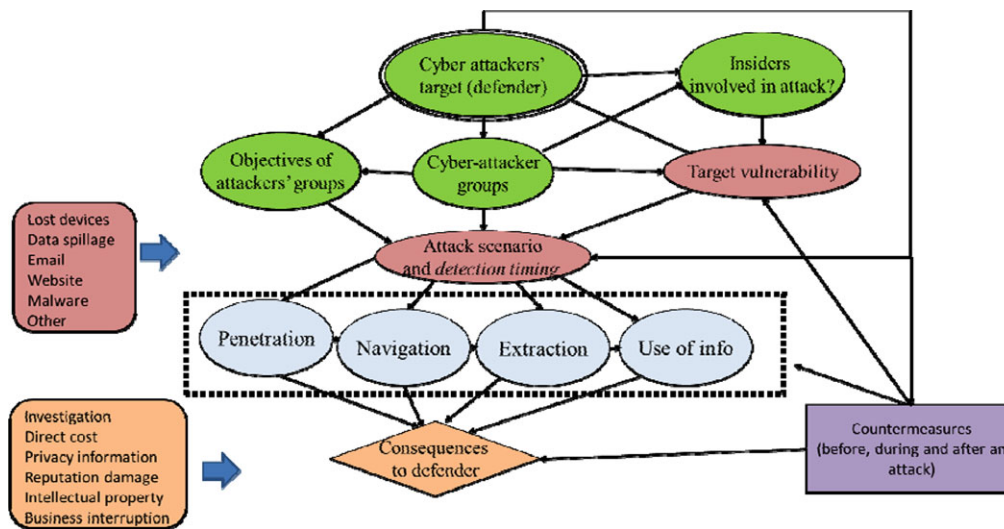 Cyber attackers'
target (defender)
Insiders
involved in attack?
Objectives of
attackers' groups
Cyber-attacker
groups
Target vulnerability
Lost devices
Data spillage
Email
Website
Malware
Other
Attack scenario
and detection timing
Penetration
Navigation
Extraction
Use of info
Investigation
Direct cost
Privacy information
Reputation damage
Intellectual property
Business interruption
Consequences
to defender
Countermeasures
(before, during and after an
attack)